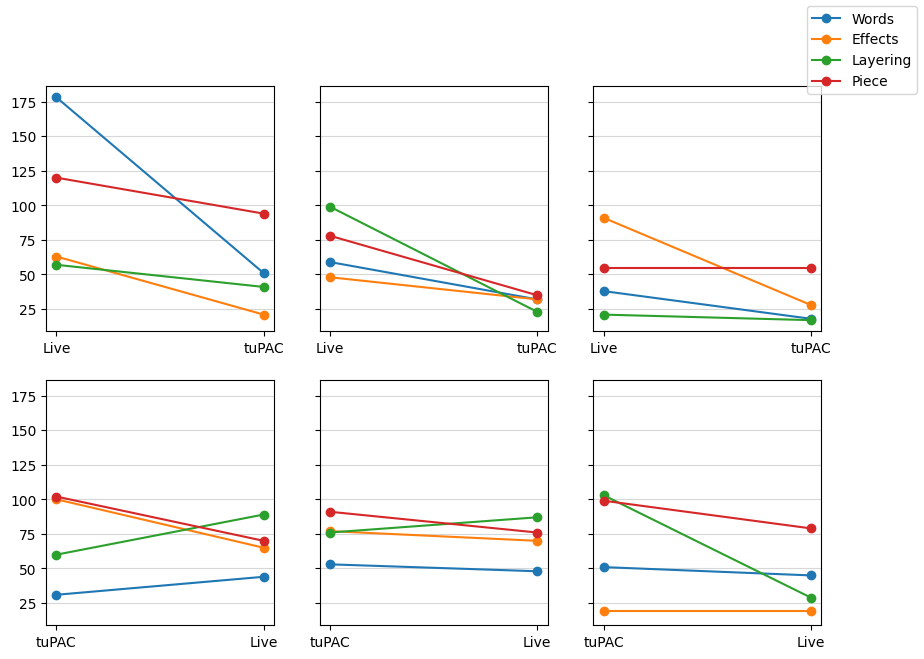 Words
Effects
Layering
Piece
175
150
125
100
75
50
25
Live tuPAC Live tuPAC Live tuPAC
175
150
125
100
75
50
25
tuPAC Live tuPAC Live tuPAC Live